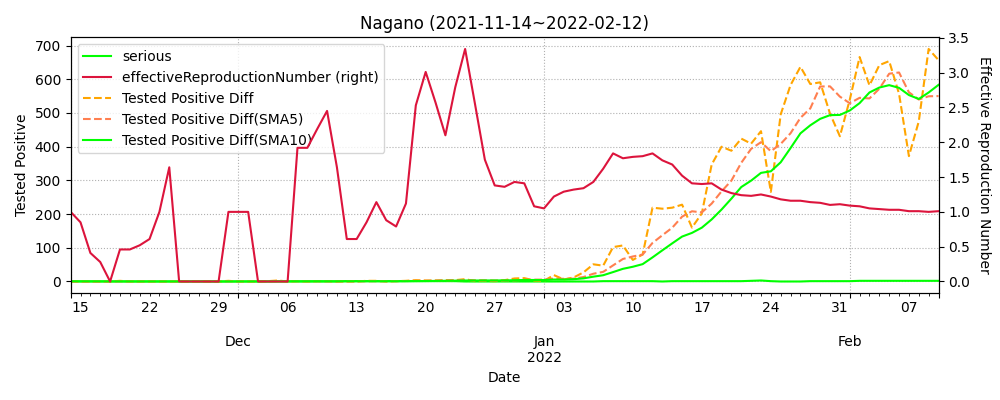 Nagano (2021-11-14~2022-02-12)
serious
effectiveReproductionNumber (right)
Tested Positive Diff
Tested Positive Diff(SMA5)
Tested Positive Diff(SMA10)
700
600
500
400
300
200
100
0
Tested Positive
3.5
3.0
2.5
2.0
1.5
1.0
0.5
0.0
Effective Reproduction Number
15 22 29 06 13 20 27 03 10 17 24 31 07
Dec Jan Feb
2022
Date